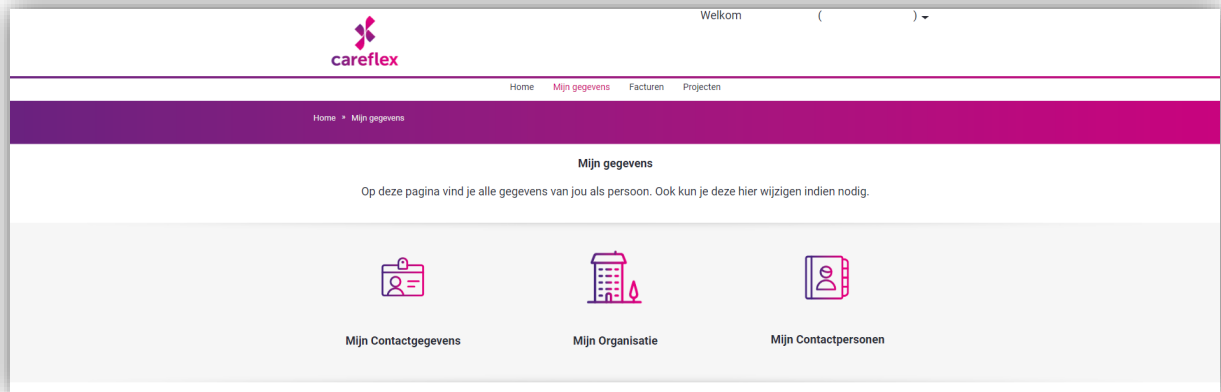 Welkom ( )
careflex
Home Mijn gegevens Facturen Projecten
Home » Mijn gegevens
Mijn gegevens
Op deze pagina vind je alle gegevens van jou als persoon. Ook kun je deze hier wijzigen indien nodig.
Mijn Contactgegevens Mijn Organisatie Mijn Contactpersonen